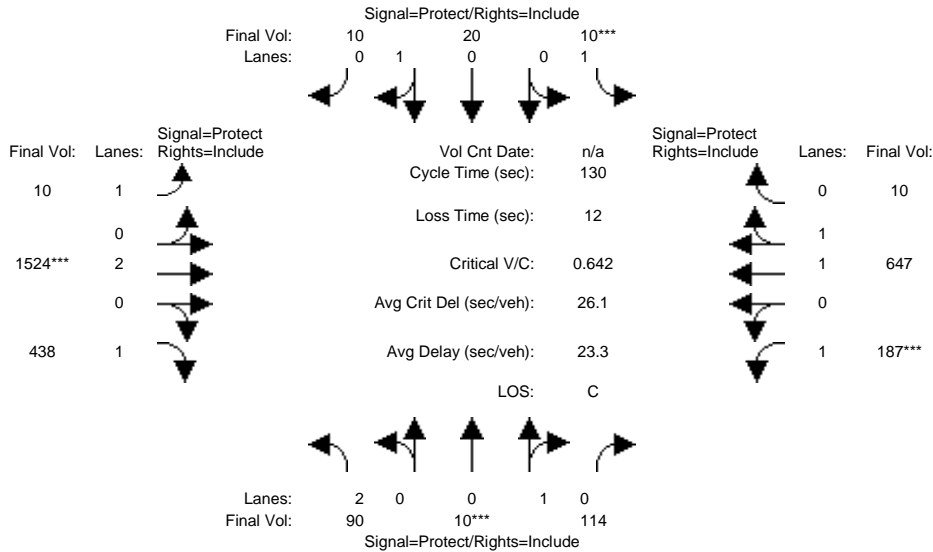 Signal=Protect/Rights=Include
Final Vol: 10 20 10***
Lanes: 0 1 0 0 1
Signal=Protect
Final Vol: Lanes: Rights=Include
Vol Cnt Date: n/a
Signal=Protect
Rights=Include Lanes: Final Vol:
Cycle Time (sec): 130
10 1
0 10
Loss Time (sec): 12
0
1
1524*** 2
Critical V/C: 0.642
1 647
0
Avg Crit Del (sec/veh): 26.1
0
438 1
Avg Delay (sec/veh): 23.3
1 187***
LOS: C
Lanes: 2 0 0 1 0
Final Vol: 90 10*** 114
Signal=Protect/Rights=Include